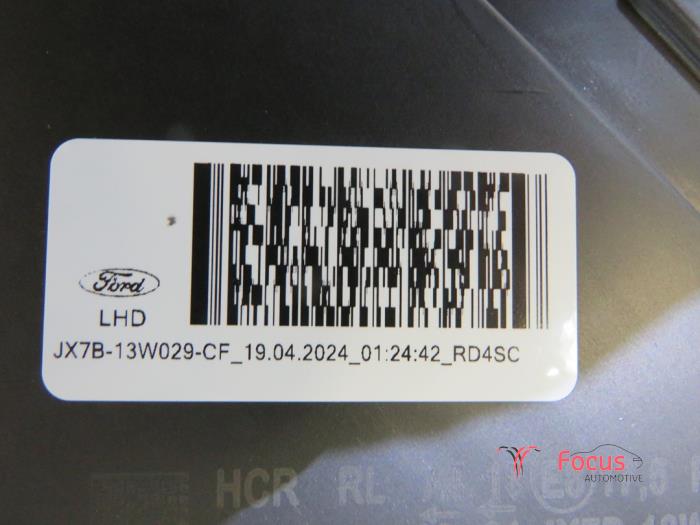 Ford
LHD
JX7B-13W029-CF_19.04.2024_01:24:42_RD4SC
HCR RL
Focus
AUTOMOTIVE